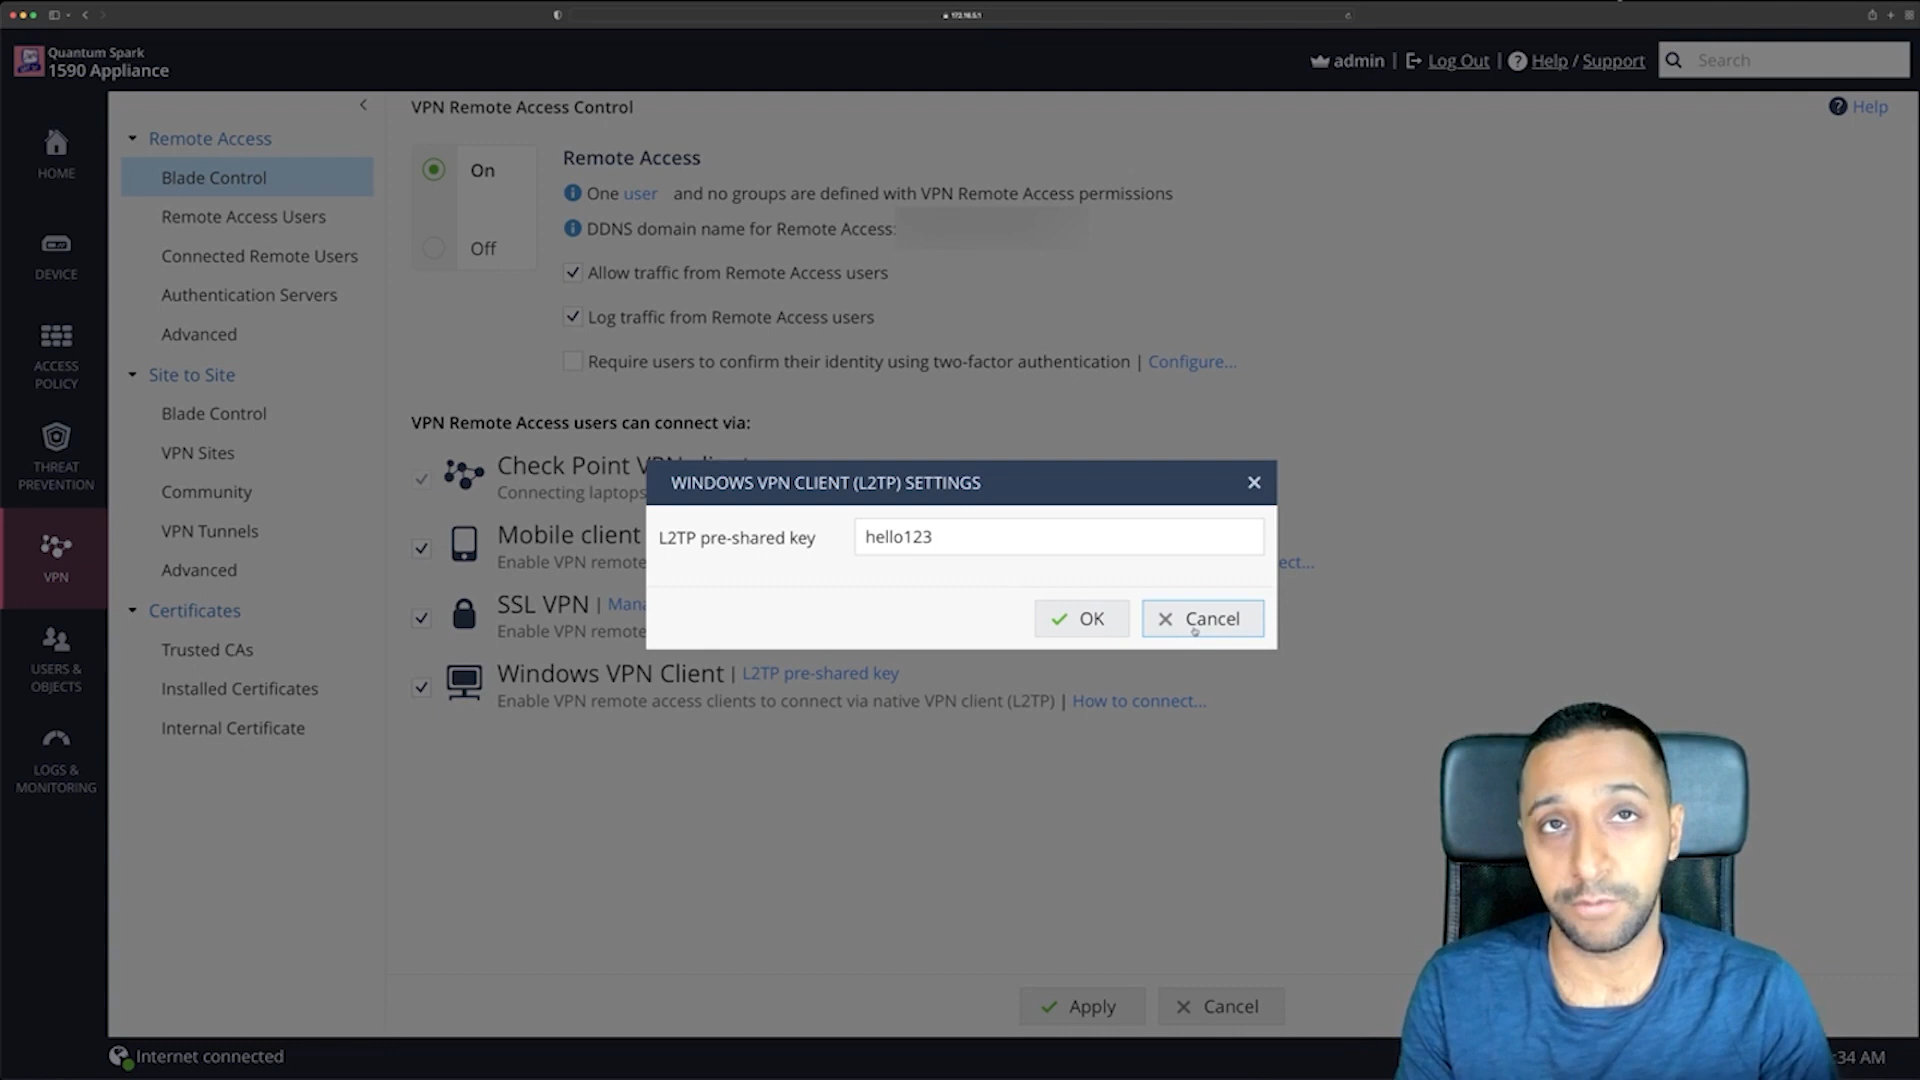 172.16.5.1
Quantum Spark
1590 Appliance
admin | Log Out | Help / Support
Search
HOME
DEVICE
ACCESS
POLICY
THREAT
PREVENTION
VPN
USERS &
OBJECTS
LOGS &
MONITORING
Remote Access
Blade Control
Remote Access Users
Connected Remote Users
Authentication Servers
Advanced
Site to Site
Blade Control
VPN Sites
Community
VPN Tunnels
Advanced
Certificates
Trusted CAs
Installed Certificates
Internal Certificate
VPN Remote Access Control
Help
On
Off
Remote Access
One user and no groups are defined with VPN Remote Access permissions
DDNS domain name for Remote Access:
Allow traffic from Remote Access users
Log traffic from Remote Access users
Require users to confirm their identity using two-factor authentication | Configure...
VPN Remote Access users can connect via:
Check Point
Connecting laptops
Mobile client
Enable VPN remote
ect...
SSL VPN |
Enable VPN remote
Windows VPN Client | L2TP pre-shared key
Enable VPN remote access clients to connect via native VPN client (L2TP) | How to connect...
WINDOWS VPN CLIENT (L2TP) SETTINGS
L2TP pre-shared key
hello123
OK
Cancel
Apply
Cancel
Internet connected
:34 AM